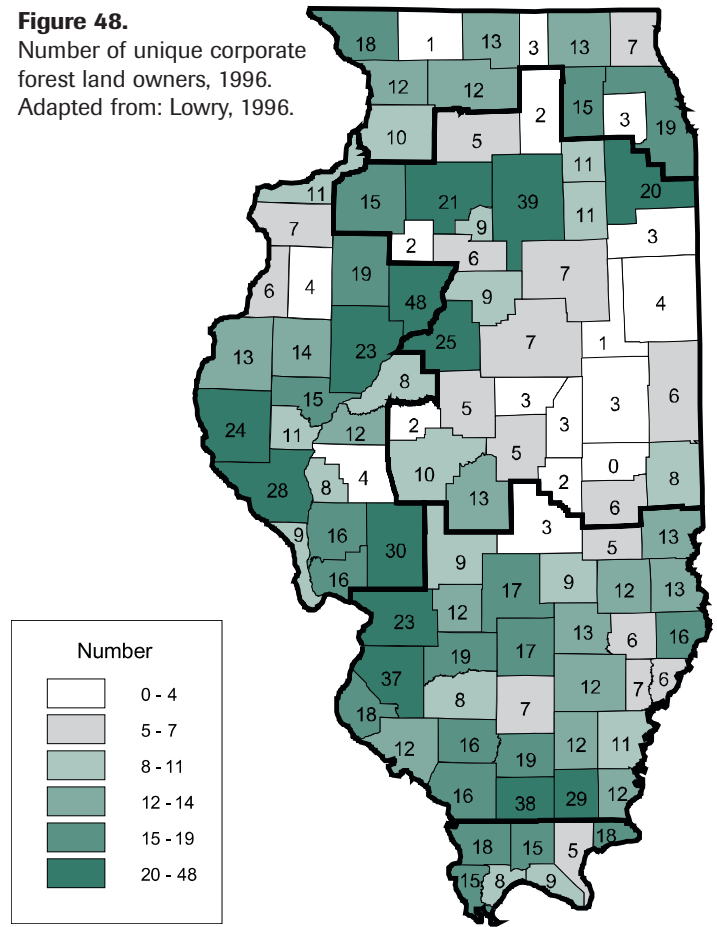 Figure 48.
Number of unique corporate
forest land owners, 1996.
Adapted from: Lowry, 1996.
18 1 13 3 13 7
12 12 2 15 3 19
10 5
11 20
11 15 21 39 11
7 9 3
2 6
6 4 19 48 9 7 4
13 14 23 25 7 1
8
15 5 3 3 3 6
24 11 12 2
5
28 8 4 10 13 2 0 8
6
9 16 30 3 5 13
9
16 17 9 12 13
23 12
13 6 16
19 17
37 12 7 6
8 7
18
12 16 19 12 11
16 38 29 12
18 15 5 18
15 8 9
Number
0 - 4
5 - 7
8 - 11
12 - 14
15 - 19
20 - 48